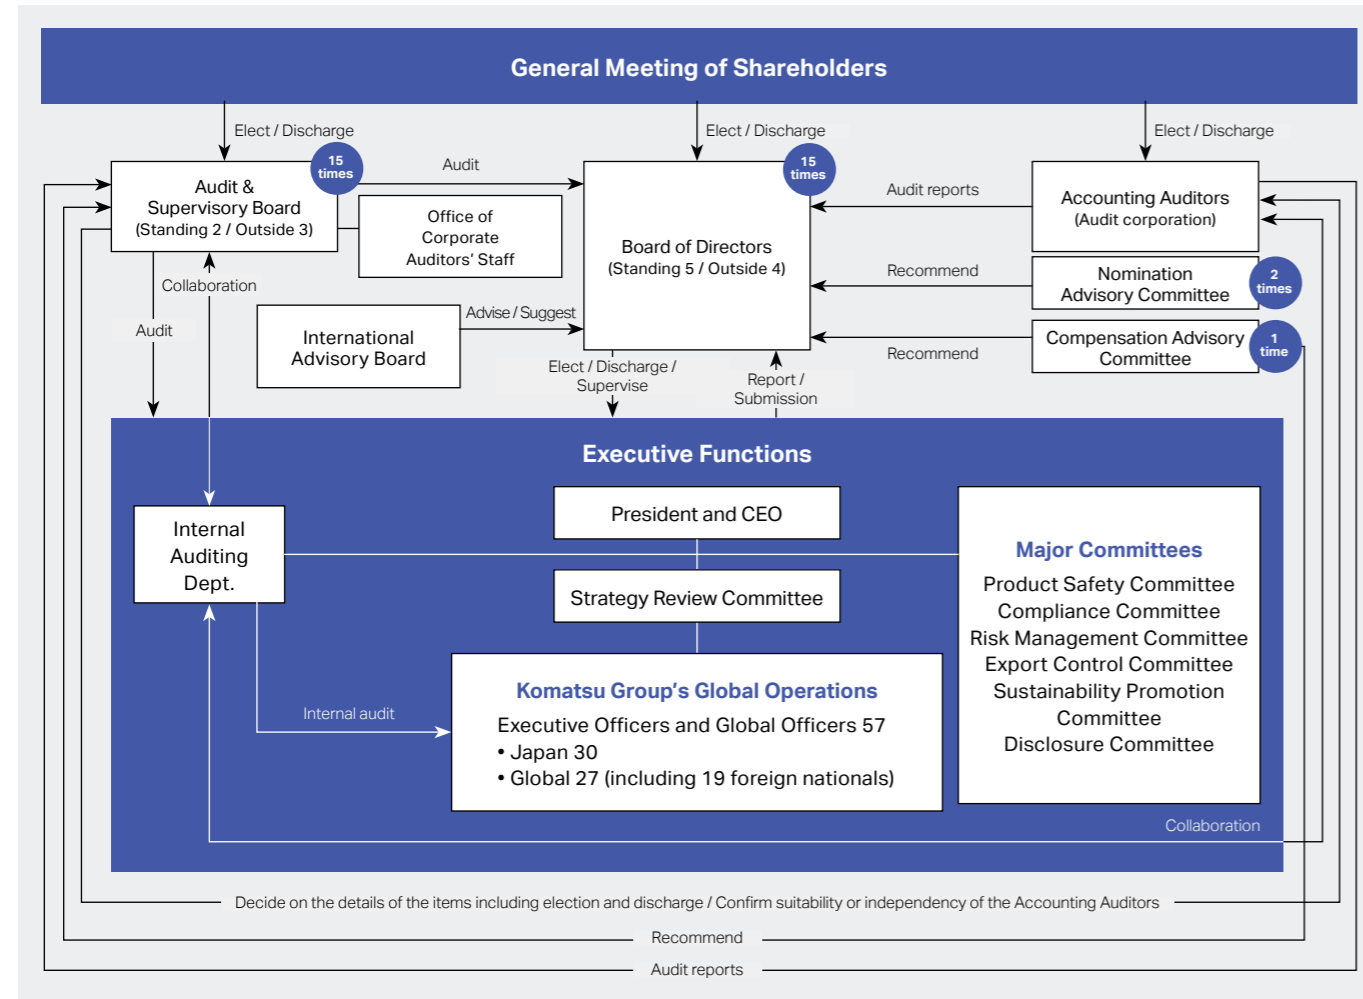 General Meeting of Shareholders
Elect / Discharge
Elect / Discharge
Elect / Discharge
15
times
Audit &
Supervisory Board
(Standing 2 / Outside 3)
Audit
Office of
Corporate
Auditors' Staff
15
times
Board of Directors
(Standing 5 / Outside 4)
Audit reports
Accounting Auditors
(Audit corporation)
Recommend
Nomination
Advisory Committee
2
times
Recommend
Compensation Advisory
Committee
1
time
Collaboration
Audit
International
Advisory Board
Advise / Suggest
Elect / Discharge /
Supervise
Report /
Submission
Executive Functions
Internal
Auditing
Dept.
President and CEO
Strategy Review Committee
Major Committees
Product Safety Committee
Compliance Committee
Risk Management Committee
Export Control Committee
Sustainability Promotion
Committee
Disclosure Committee
Internal audit
Komatsu Group's Global Operations
Executive Officers and Global Officers 57
• Japan 30
• Global 27 (including 19 foreign nationals)
Collaboration
Decide on the details of the items including election and discharge / Confirm suitability or independency of the Accounting Auditors
Recommend
Audit reports